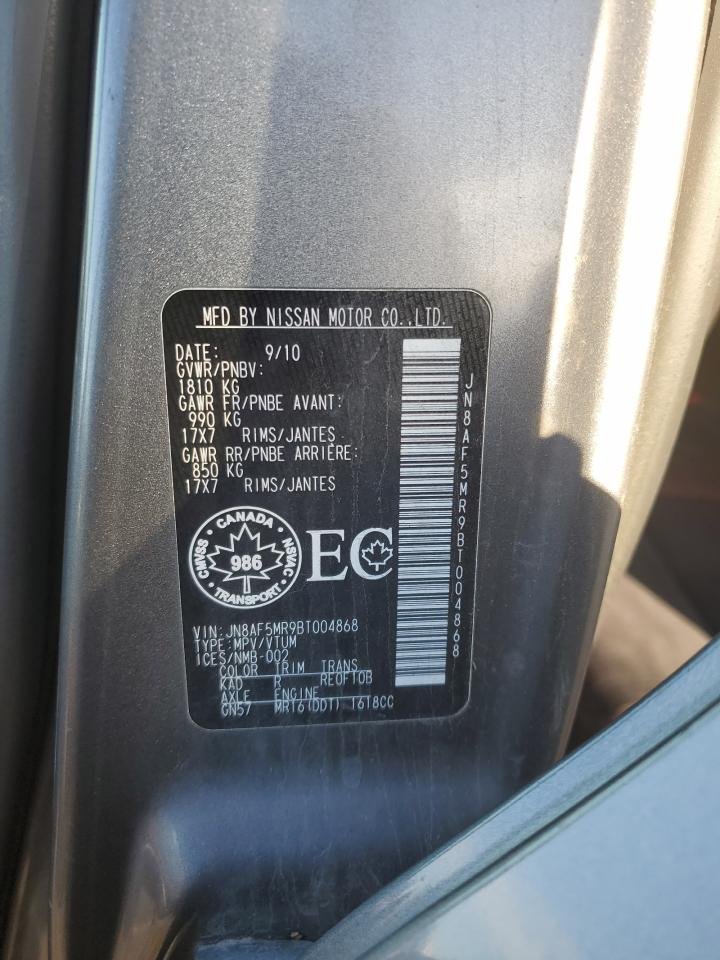 MFD BY NISSAN MOTOR CO.,LTD.
DATE: 9/10
GVWR/PNBV:
1810 KG
GAWR FR/PNBE AVANT:
990 KG
17X7 RIMS/JANTES
GAWR RR/PNBE ARRIÈRE:
850 KG
17X7 RIMS/JANTES
CANADA
CMVSS NSVAC
986
TRANSPORT
EC
VIN: JN8AF5MR9BT004868
TYPE: MPV/VTUM
ICES/NMB-002
COLOR TRIM TRANS
KAD R RE0F10B
AXLE ENGINE
GN57 MR16(DDT) 1618CC
JN8AF5MR9BT004868